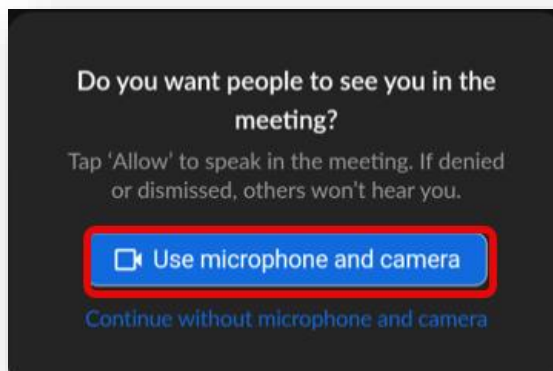 Do you want people to see you in the
meeting?
Tap ‘Allow’ to speak in the meeting. If denied
or dismissed, others won’t hear you.
Use microphone and camera
Continue without microphone and camera